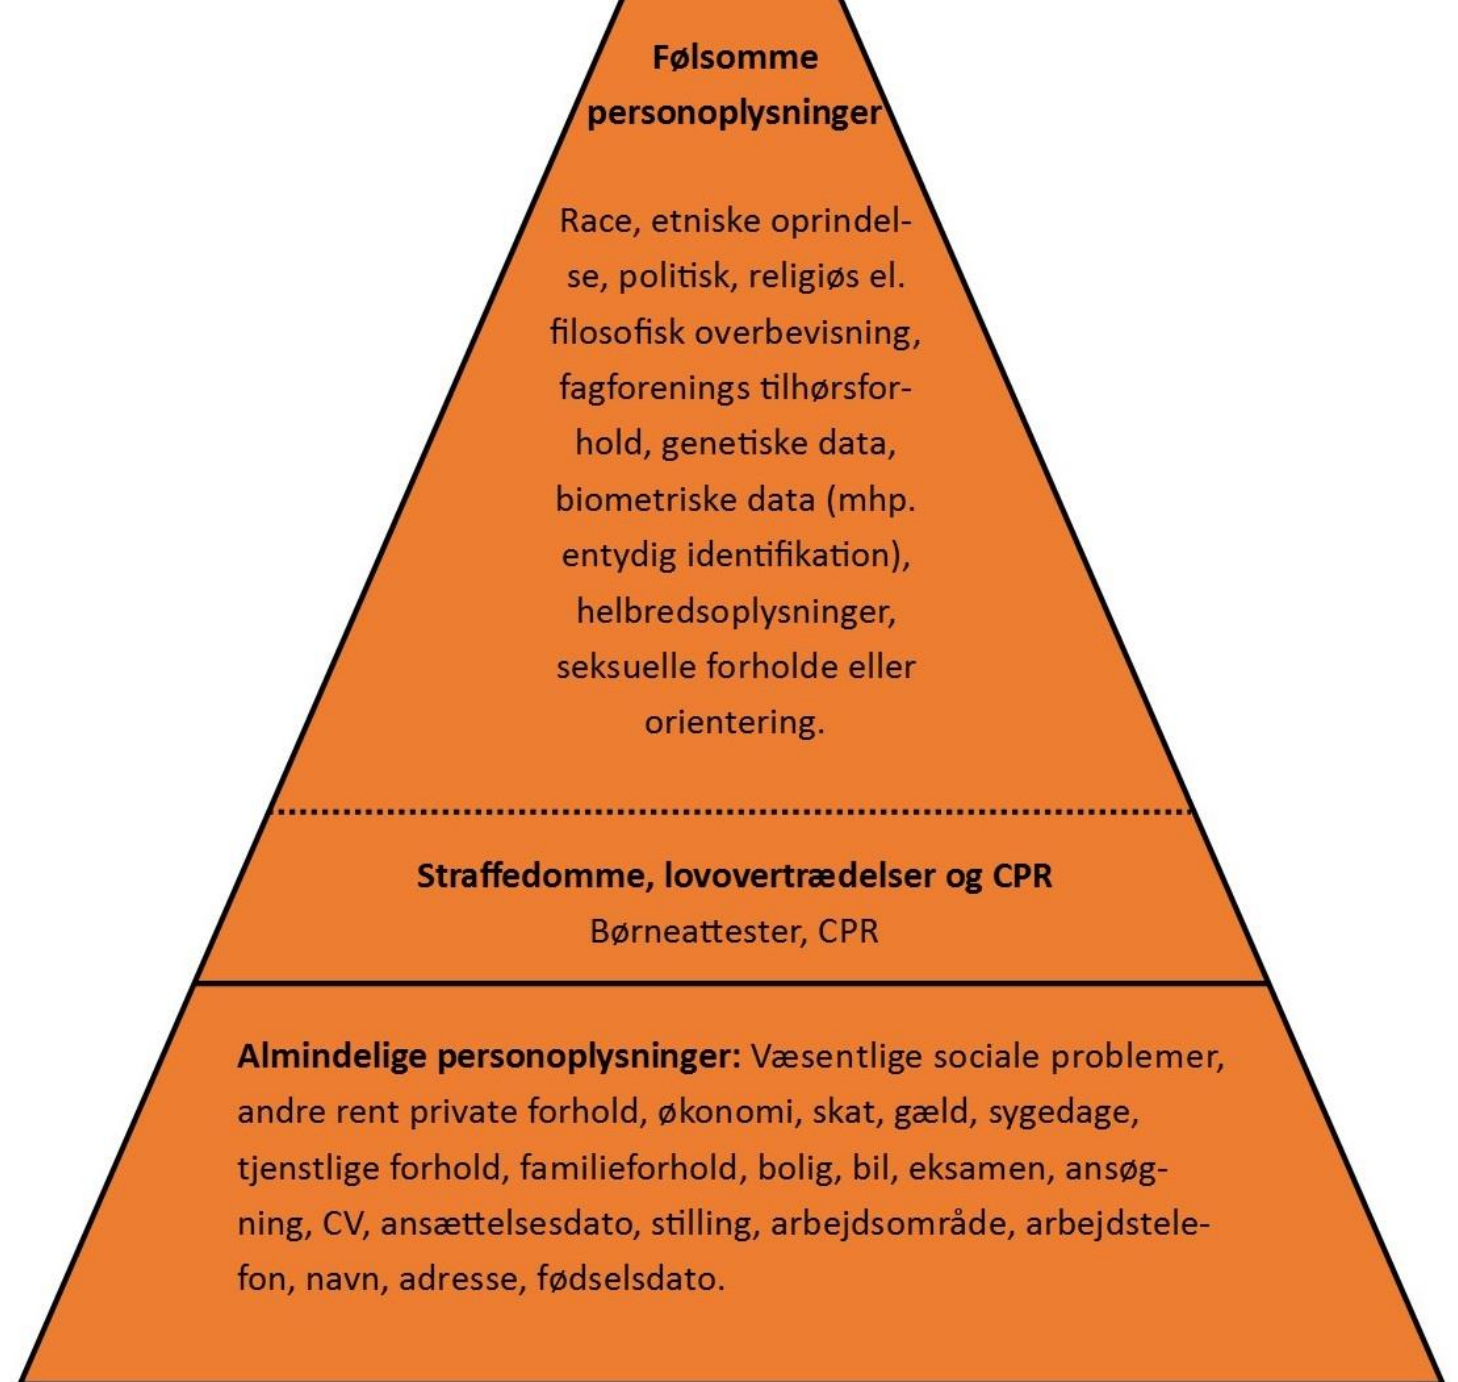 Følsomme
personoplysninger
Race, etniske oprindel-
se, politisk, religiøs el.
filosofisk overbevisning,
fagforenings tilhørsfor-
hold, genetiske data,
biometriske data (mhp.
entydig identifikation),
helbredsoplysninger,
seksuelle forholde eller
orientering.
Straffedomme, lovovertrædelser og CPR
Børneattester, CPR
Almindelige personoplysninger: Væsentlige sociale problemer,
andre rent private forhold, økonomi, skat, gæld, sygedage,
tjenstlige forhold, familieforhold, bolig, bil, eksamen, ansøg-
ning, CV, ansættelsesdato, stilling, arbejdsområde, arbejdstele-
fon, navn, adresse, fødselsdato.